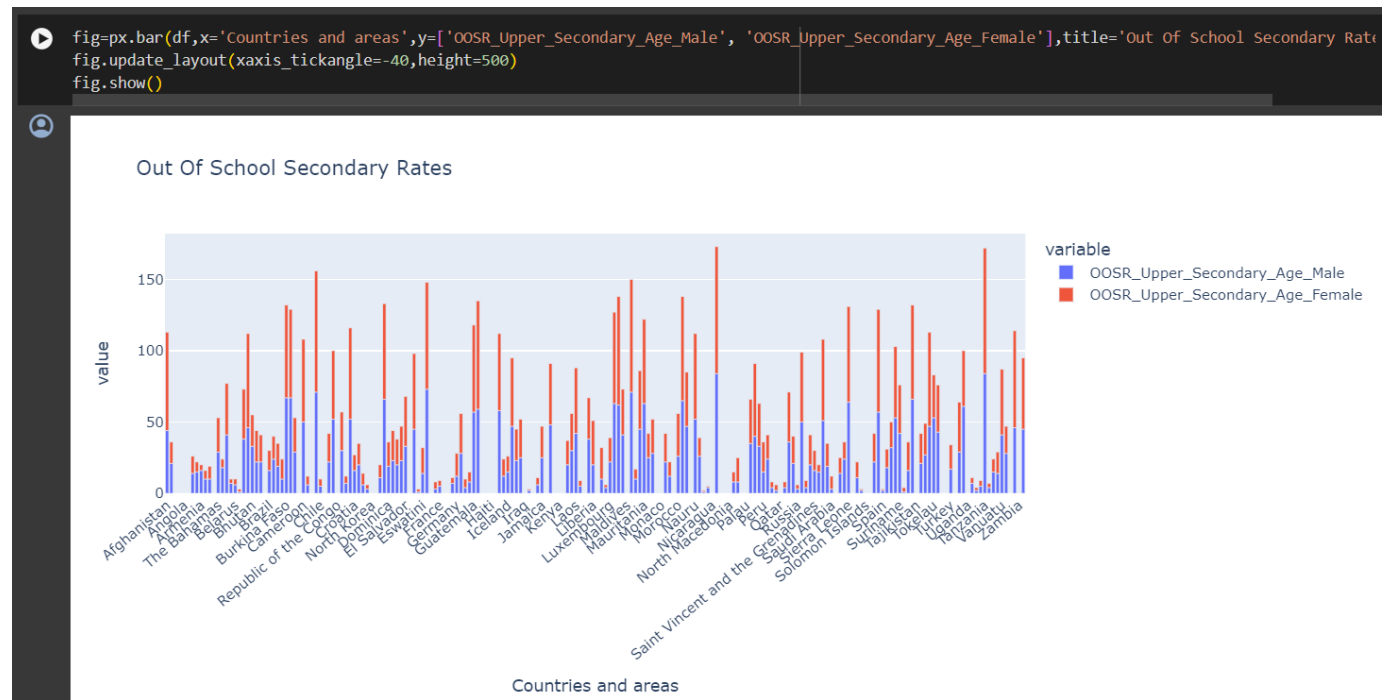 fig=px.bar(df,x='Countries and areas',y=['OOSR_Upper_Secondary_Age_Male', 'OOSR_Upper_Secondary_Age_Female'],title='Out Of School Secondary Rate
fig.update_layout(xaxis_tickangle=-40,height=500)
fig.show()
Out Of School Secondary Rates
variable
OOSR_Upper_Secondary_Age_Male
OOSR_Upper_Secondary_Age_Female
value
150
100
50
0
Afghanistan
Angola
Armenia
The Bahamas
Belarus
Bhutan
Brazil
Burkina Faso
Cameroon
Chile
Republic of the Congo
Croatia
North Korea
Dominica
El Salvador
Eswatini
France
Germany
Guatemala
Haiti
Iceland
Iraq
Jamaica
Kenya
Laos
Liberia
Luxembourg
Maldives
Mauritania
Monaco
Morocco
Nauru
Nicaragua
North Macedonia
Palau
Peru
Qatar
Russia
Saint Vincent and the Grenadines
Saudi Arabia
Sierra Leone
Solomon Islands
Spain
Suriname
Tajikistan
Tokelau
Turkey
Uganda
Tanzania
Vanuatu
Zambia
Countries and areas